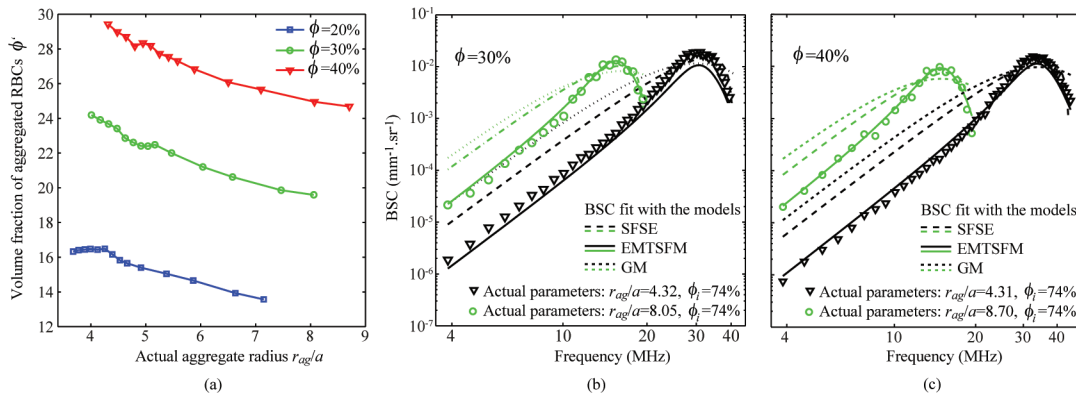 Volume fraction of aggregated RBCs ϕ‘
30
28
26
24
22
20
18
16
14
12
4
5
6
7
8
9
Actual aggregate radius r_ag/a
ϕ=20%
ϕ=30%
ϕ=40%
(a)
BSC (mm⁻¹.sr⁻¹)
10⁻¹
10⁻²
10⁻³
10⁻⁴
10⁻⁵
10⁻⁶
10⁻⁷
ϕ=30%
BSC fit with the models
SFSE
EMTSFM
GM
Actual parameters: r_ag/a=4.32, ϕ_i=74%
Actual parameters: r_ag/a=8.05, ϕ_i=74%
4
10
20
30
40
Frequency (MHz)
(b)
ϕ=40%
BSC fit with the models
SFSE
EMTSFM
GM
Actual parameters: r_ag/a=4.31, ϕ_i=74%
Actual parameters: r_ag/a=8.70, ϕ_i=74%
4
10
20
30
40
Frequency (MHz)
(c)